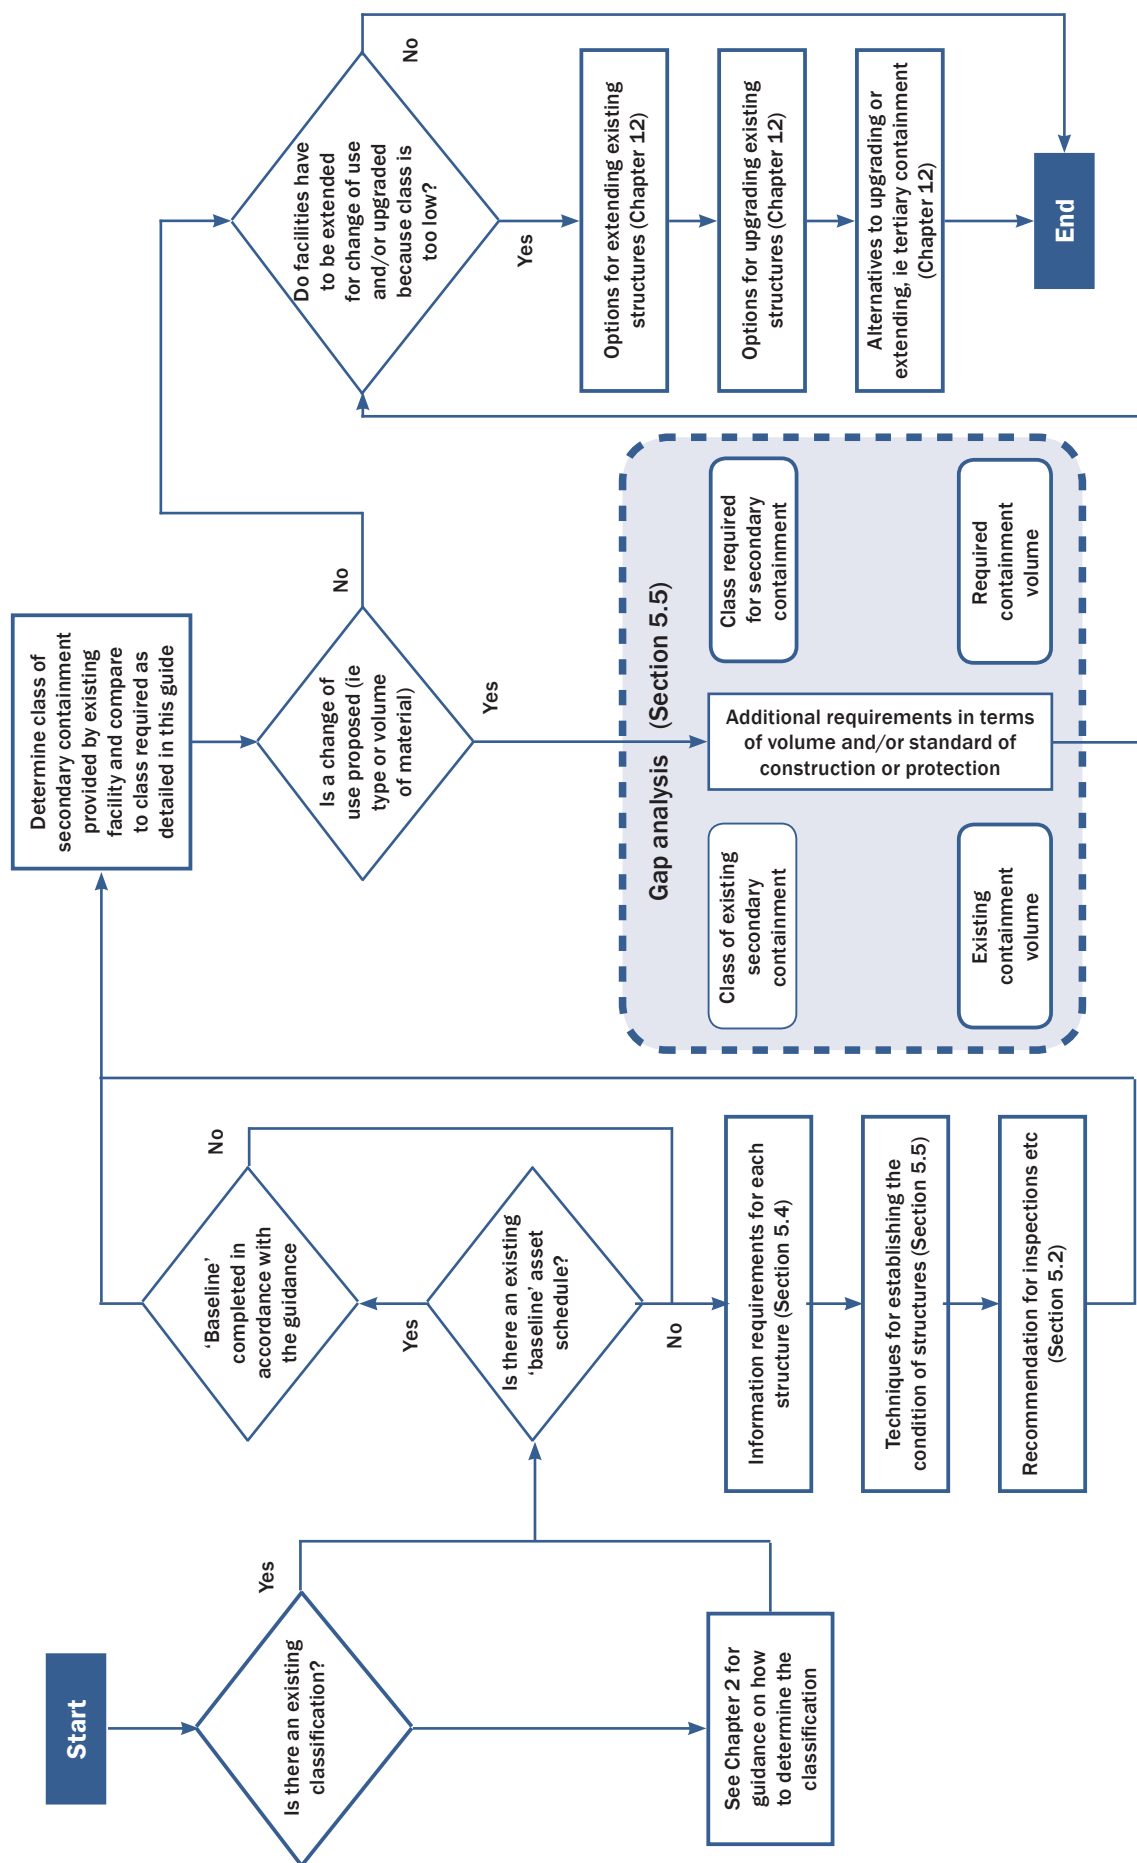 Start
Is there an existing
classification?
Yes
See Chapter 2 for
guidance on how
to determine the
classification
‘Baseline’
completed in
accordance with
the guidance
No
Yes
Is there an existing
‘baseline’ asset
schedule?
No
Information requirements for each
structure (Section 5.4)
Techniques for establishing the
condition of structures (Section 5.5)
Recommendation for inspections etc
(Section 5.2)
Determine class of
secondary containment
provided by existing
facility and compare
to class required as
detailed in this guide
Is a change of
use proposed (ie
type or volume
of material)
No
Yes
Gap analysis (Section 5.5)
Class of existing
secondary
containment
Class required
for secondary
containment
Additional requirements in terms
of volume and/or standard of
construction or protection
Existing
containment
volume
Required
containment
volume
Do facilities have
to be extended
for change of use
and/or upgraded
because class is
too low?
No
Yes
Options for extending existing
structures (Chapter 12)
Options for upgrading existing
structures (Chapter 12)
Alternatives to upgrading or
extending, ie tertiary containment
(Chapter 12)
End